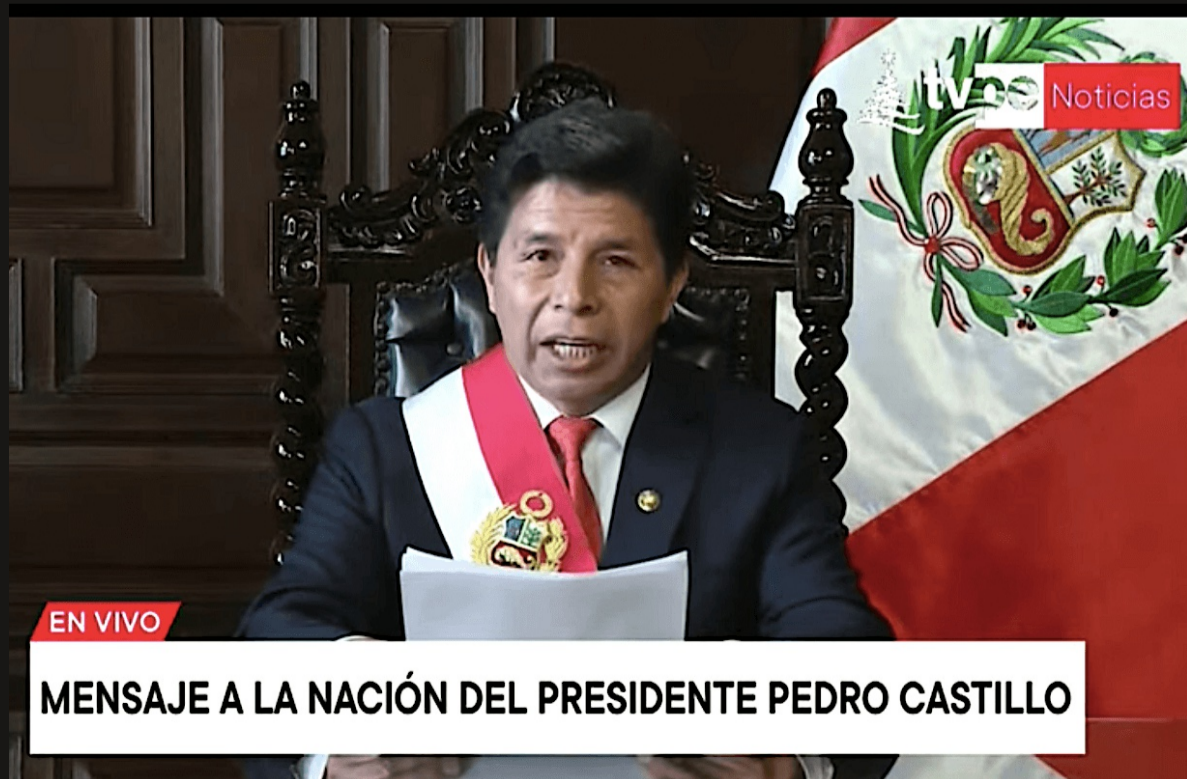 tvpe Noticias
EN VIVO
MENSAJE A LA NACIÓN DEL PRESIDENTE PEDRO CASTILLO